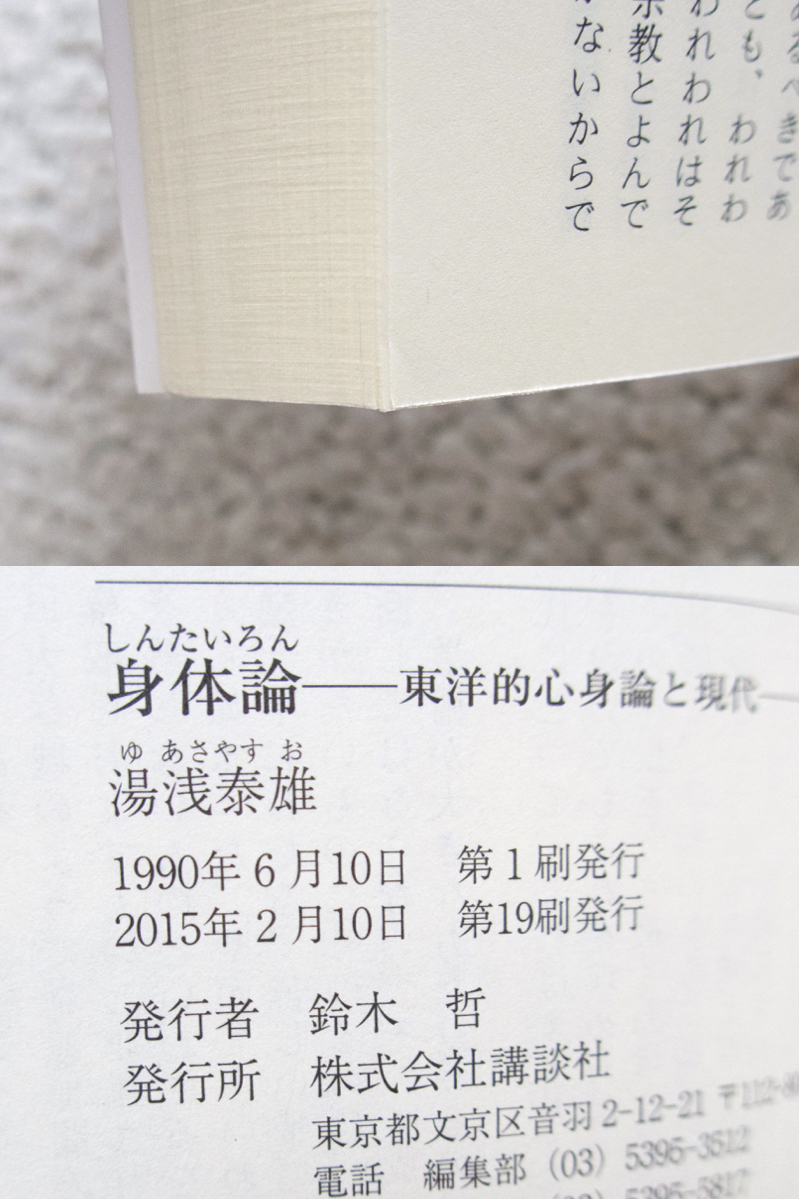 るべきであ
とも、われわ
われわれはそ
教とよんで
ないからで
しんたいろん
身体論――東洋的心身論と現代―
ゆ あさやす お
湯浅泰雄
1990年6月10日 第1刷発行
2015年2月10日 第19刷発行
発行者 鈴木 哲
発行所 株式会社講談社
東京都文京区音羽2-12-21 〒112-
電話 編集部 (03) 5395-3512
(03) 5395-5817